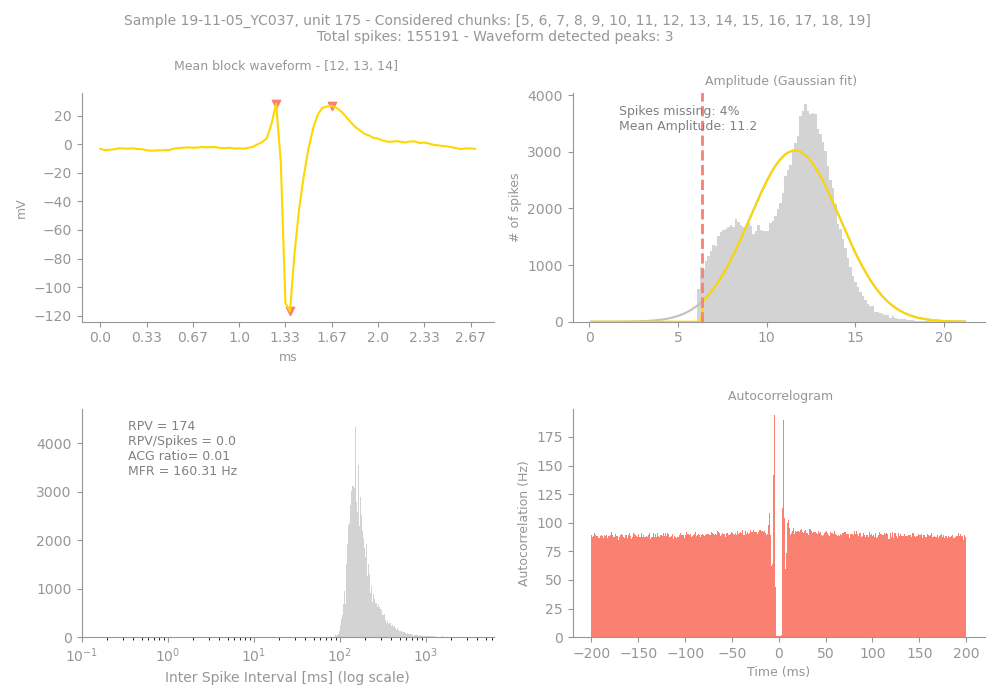 Sample 19-11-05_YC037, unit 175 - Considered chunks: [5, 6, 7, 8, 9, 10, 11, 12, 13, 14, 15, 16, 17, 18, 19]
Total spikes: 155191 - Waveform detected peaks: 3
Mean block waveform - [12, 13, 14]
20
0
−20
−40
−60
−80
−100
−120
mV
0.0 0.33 0.67 1.0 1.33 1.67 2.0 2.33 2.67
ms
Amplitude (Gaussian fit)
Spikes missing: 4%
Mean Amplitude: 11.2
4000
3000
2000
1000
0
# of spikes
0 5 10 15 20
RPV = 174
RPV/Spikes = 0.0
ACG ratio= 0.01
MFR = 160.31 Hz
4000
3000
2000
1000
0
10⁻¹ 10⁰ 10¹ 10² 10³
Inter Spike Interval [ms] (log scale)
Autocorrelogram
175
150
125
100
75
50
25
0
Autocorrelation (Hz)
−200 −150 −100 −50 0 50 100 150 200
Time (ms)